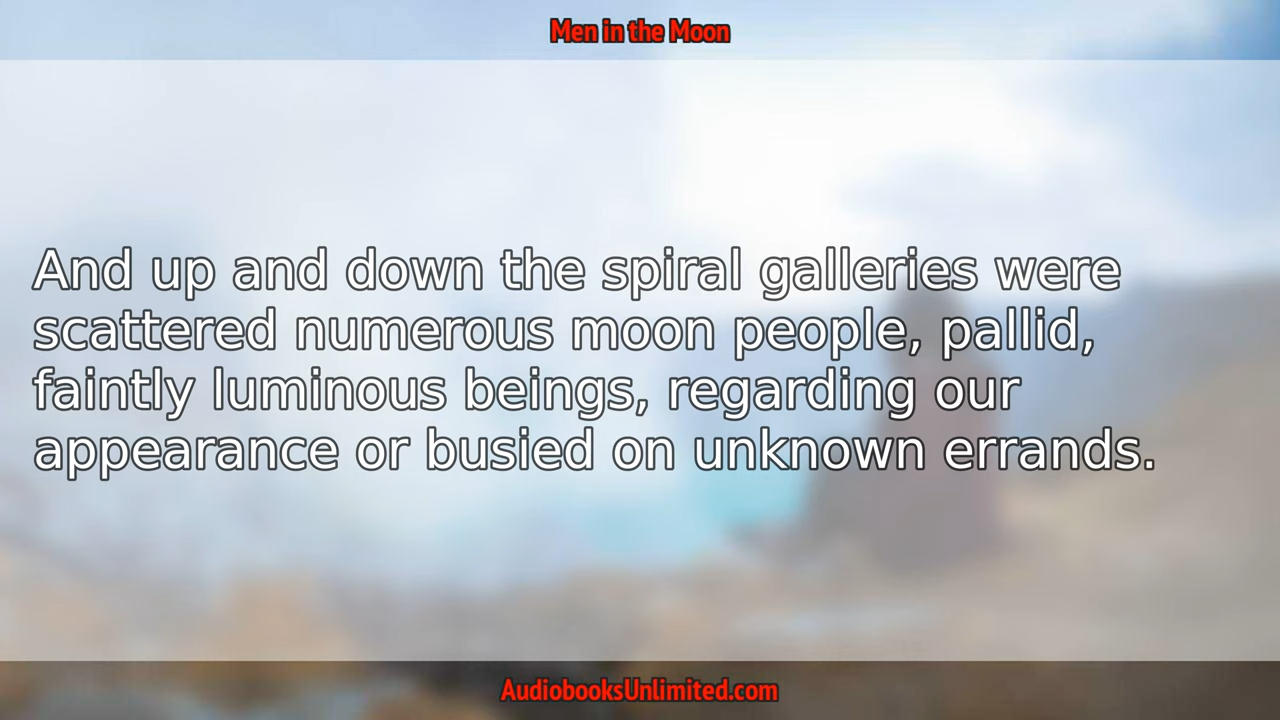 Men in the Moon
And up and down the spiral galleries were
scattered numerous moon people, pallid,
faintly luminous beings, regarding our
appearance or busied on unknown errands.
AudiobooksUnlimited.com